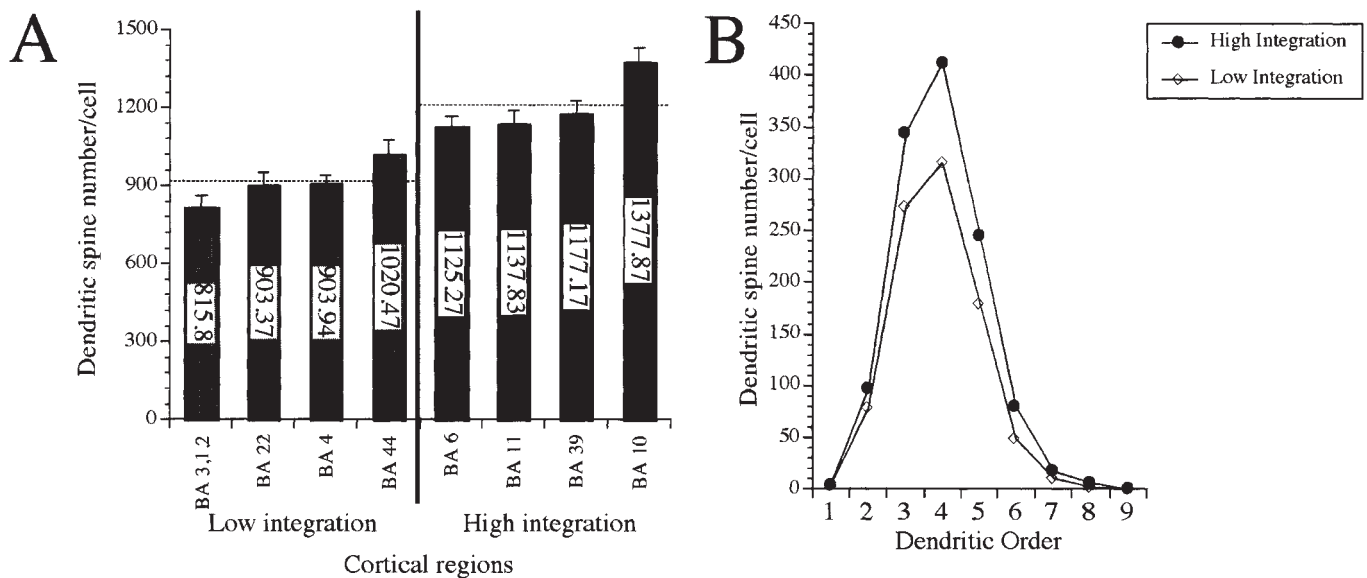 A
Dendritic spine number/cell
1500
1200
900
600
300
0
815.8
903.37
903.94
1020.47
1125.27
1137.83
1177.17
1377.87
BA 3,1,2
BA 22
BA 4
BA 44
BA 6
BA 11
BA 39
BA 10
Low integration
High integration
Cortical regions
B
Dendritic spine number/cell
450
400
350
300
250
200
150
100
50
0
1 2 3 4 5 6 7 8 9
Dendritic Order
High Integration
Low Integration